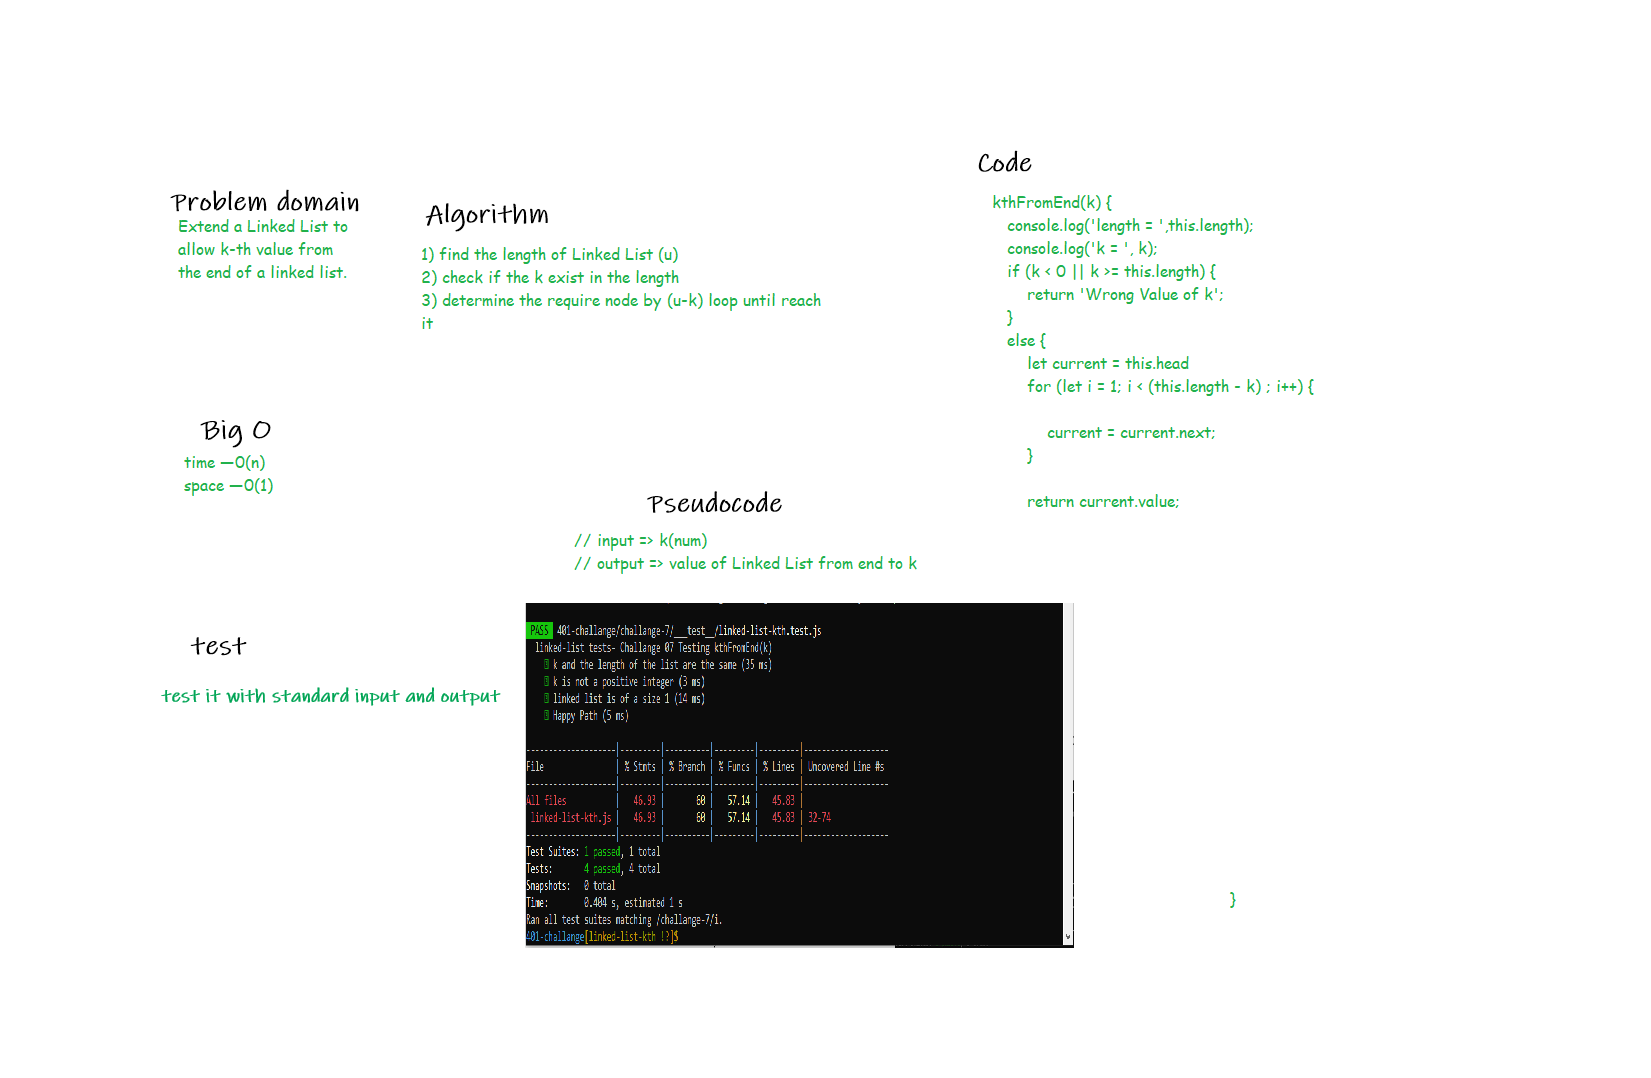 Problem domain
Extend a Linked List to
allow k-th value from
the end of a linked list.
Algorithm
1) find the length of Linked List (u)
2) check if the k exist in the length
3) determine the require node by (u-k) loop until reach
it
Code
kthFromEnd(k) {
console.log('length = ',this.length);
console.log('k = ', k);
if (k < 0 || k >= this.length) {
return 'Wrong Value of k';
}
else {
let current = this.head
for (let i = 1; i < (this.length - k) ; i++) {
current = current.next;
}
return current.value;
}
Big O
time —O(n)
space —O(1)
Pseudocode
// input => k(num)
// output => value of Linked List from end to k
test
test it with standard input and output
PASS 401-challange/challange-7/___test__/linked-list-kth.test.js
linked-list tests- Challange 07 Testing kthFromEnd(k)
k and the length of the list are the same (35 ms)
k is not a positive integer (3 ms)
linked list is of a size 1 (14 ms)
Happy Path (5 ms)
--------------------|---------|----------|---------|---------|-------------------
File | % Stmts | % Branch | % Funcs | % Lines | Uncovered Line #s
--------------------|---------|----------|---------|---------|-------------------
All files | 46.93 | 60 | 57.14 | 45.83 |
linked-list-kth.js | 46.93 | 60 | 57.14 | 45.83 | 32-74
--------------------|---------|----------|---------|---------|-------------------
Test Suites: 1 passed, 1 total
Tests: 4 passed, 4 total
Snapshots: 0 total
Time: 0.404 s, estimated 1 s
Ran all test suites matching /challange-7/i.
401-challange[linked-list-kth !?]$